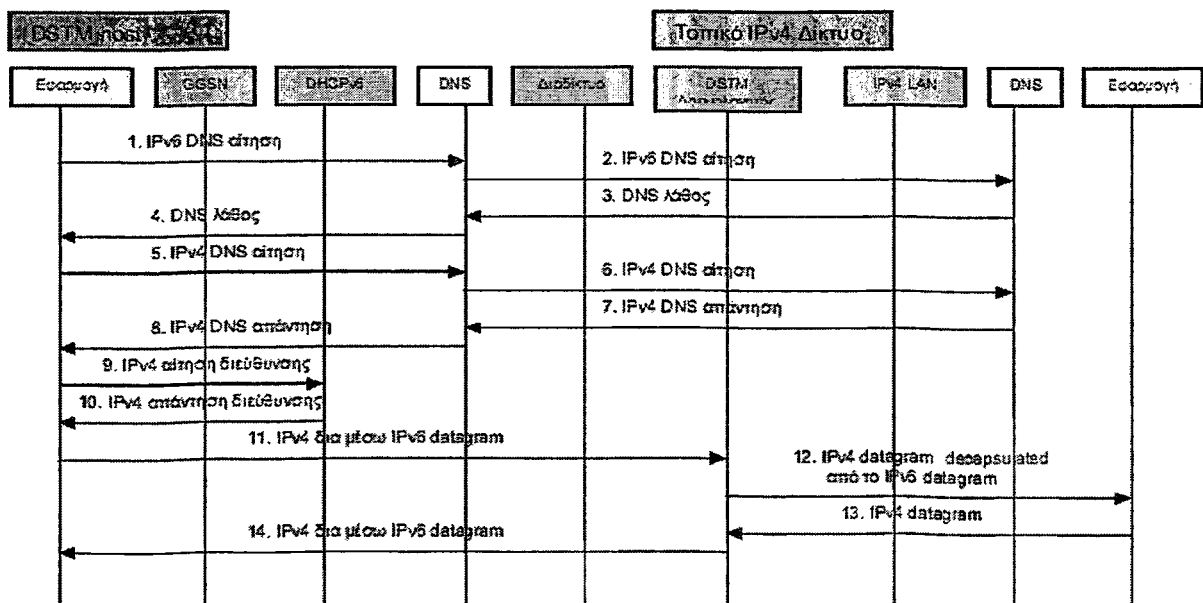 DSTM host
Τοπικό IPv4 Δίκτυο
Εφαρμογή
GGSN
DHCPv6
DNS
Διαδίκτυο
DSTM
IPv4 LAN
DNS
Εφαρμογή
1. IPv6 DNS αίτηση
2. IPv6 DNS αίτηση
3. DNS λάθος
4. DNS λάθος
5. IPv4 DNS αίτηση
6. IPv4 DNS αίτηση
7. IPv4 DNS απάντηση
8. IPv4 DNS απάντηση
9. IPv4 αίτηση διεύθυνσης
10. IPv4 απάντηση διεύθυνσης
11. IPv4 δια μέσω IPv6 datagram
12. IPv4 datagram decapsulated
από το IPv6 datagram
13. IPv4 datagram
14. IPv4 δια μέσω IPv6 datagram